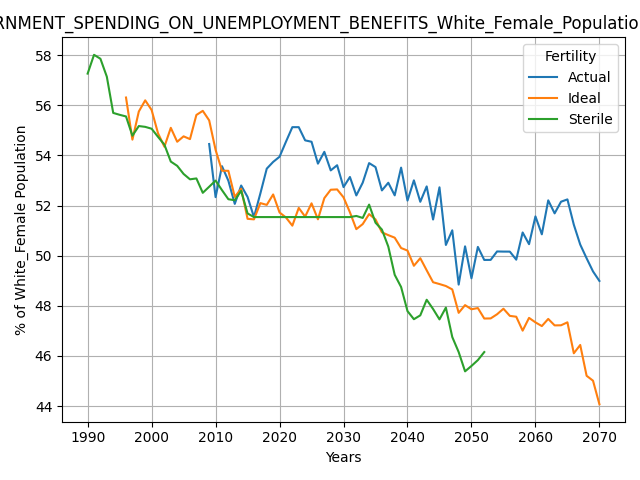 RNMENT_SPENDING_ON_UNEMPLOYMENT_BENEFITS_White_Female_Populatio
58
56
54
52
50
48
46
44
% of White_Female Population
Fertility
Actual
Ideal
Sterile
1990 2000 2010 2020 2030 2040 2050 2060 2070
Years